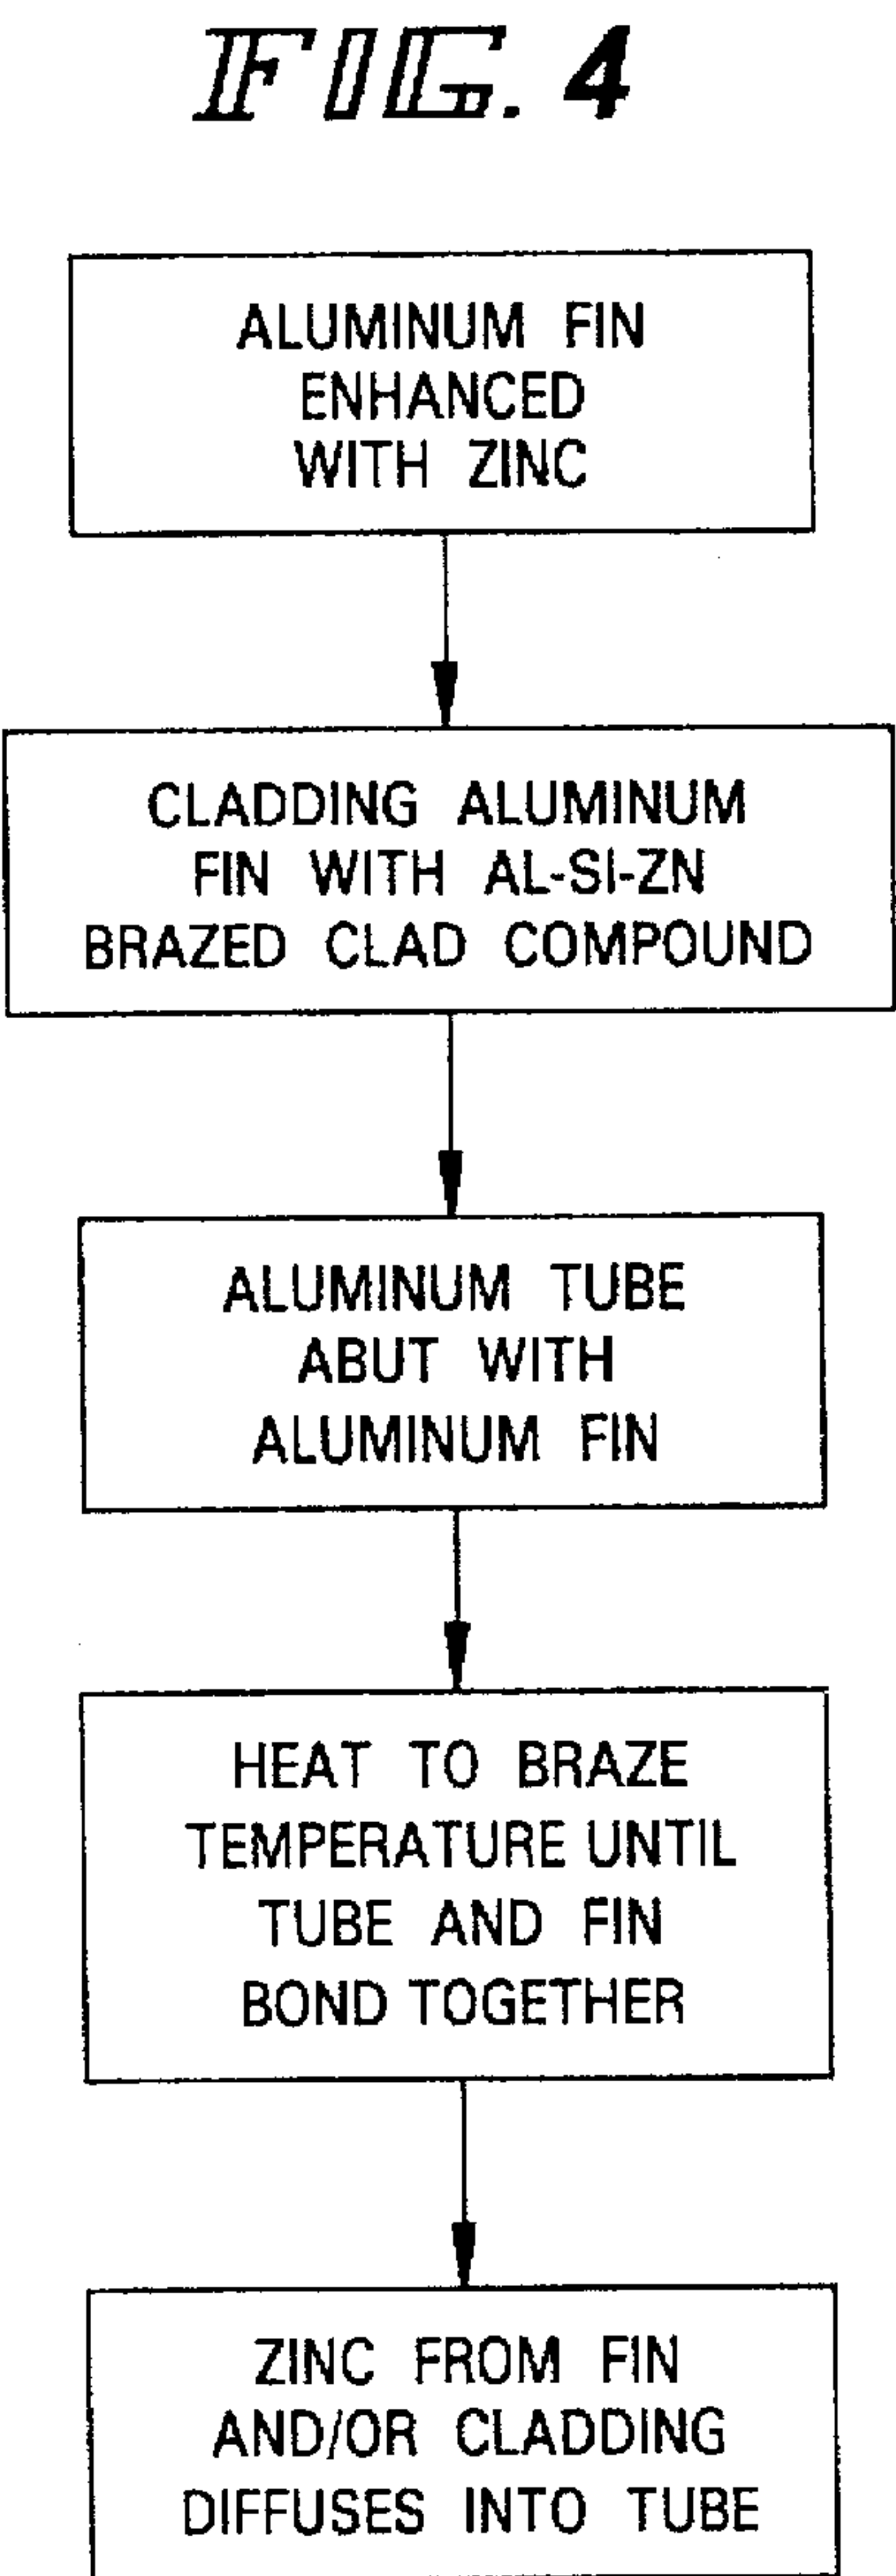 FIG. 4
ALUMINUM FIN
ENHANCED
WITH ZINC
CLADDING ALUMINUM
FIN WITH AL-SI-ZN
BRAZED CLAD COMPOUND
ALUMINUM TUBE
ABUT WITH
ALUMINUM FIN
HEAT TO BRAZE
TEMPERATURE UNTIL
TUBE AND FIN
BOND TOGETHER
ZINC FROM FIN
AND/OR CLADDING
DIFFUSES INTO TUBE